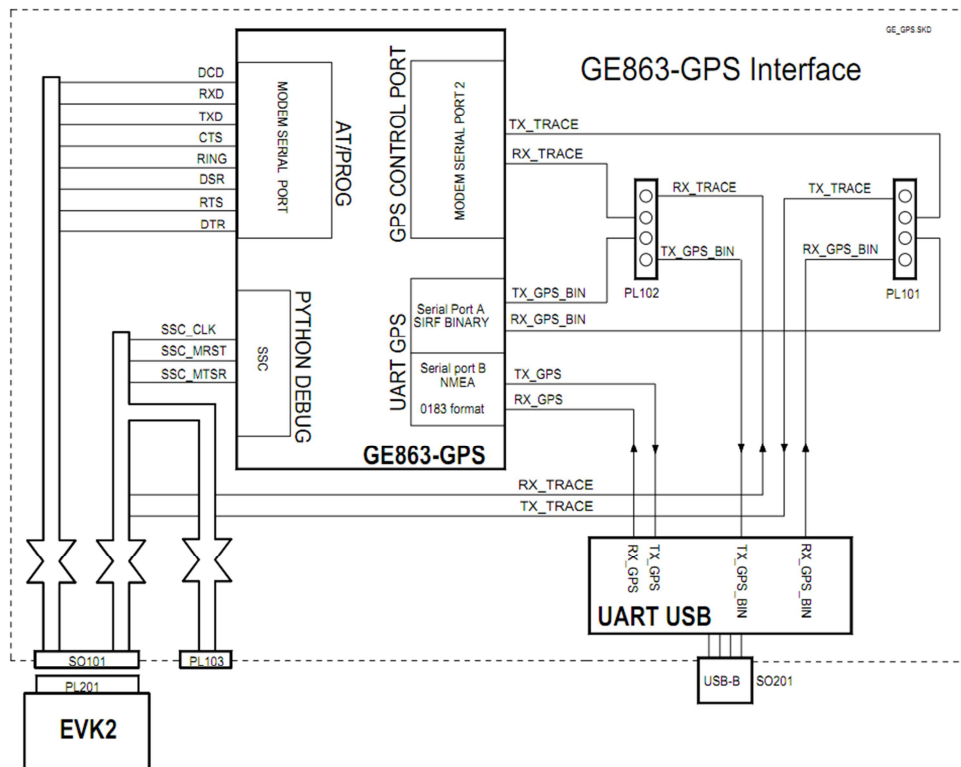 GE_GPS.SKD
GE863-GPS Interface
DCD
RXD
TXD
CTS
RING
DSR
RTS
DTR
MODEM SERIAL PORT
AT/PROG
GPS CONTROL PORT
MODEM SERIAL PORT 2
TX_TRACE
RX_TRACE
RX_TRACE
TX_GPS_BIN
PL102
TX_TRACE
RX_GPS_BIN
PL101
SSC_CLK
SSC_MRST
SSC_MTSR
SSC
PYTHON DEBUG
UART GPS
Serial Port A
SIRF BINARY
Serial port B
NMEA
0183 format
TX_GPS_BIN
RX_GPS_BIN
TX_GPS
RX_GPS
GE863-GPS
RX_TRACE
TX_TRACE
RX_GPS
TX_GPS
TX_GPS_BIN
RX_GPS_BIN
UART USB
SO101
PL103
PL201
EVK2
USB-B
SO201